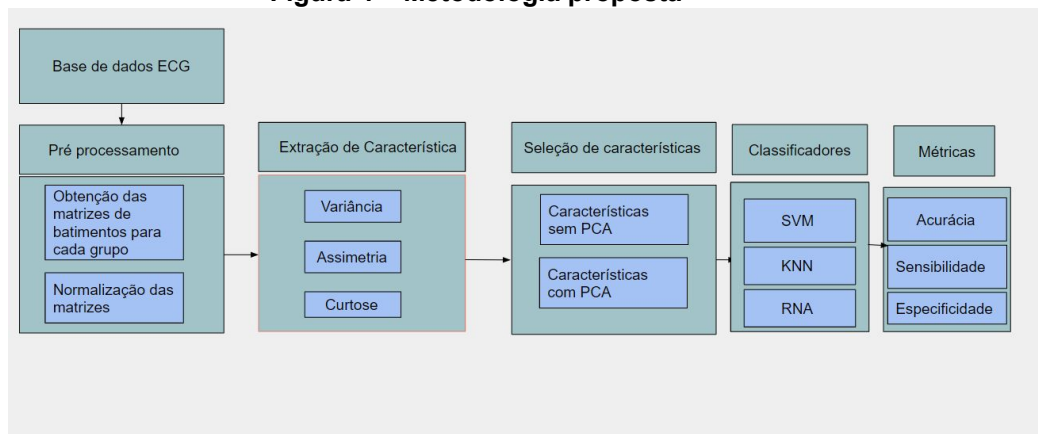 Figura 1 – Metodologia proposta
Base de dados ECG
Pré processamento
Obtenção das
matrizes de
batimentos para
cada grupo
Normalização das
matrizes
Extração de Característica
Variância
Assimetria
Curtose
Seleção de características
Características
sem PCA
Características
com PCA
Classificadores
SVM
KNN
RNA
Métricas
Acurácia
Sensibilidade
Especificidade